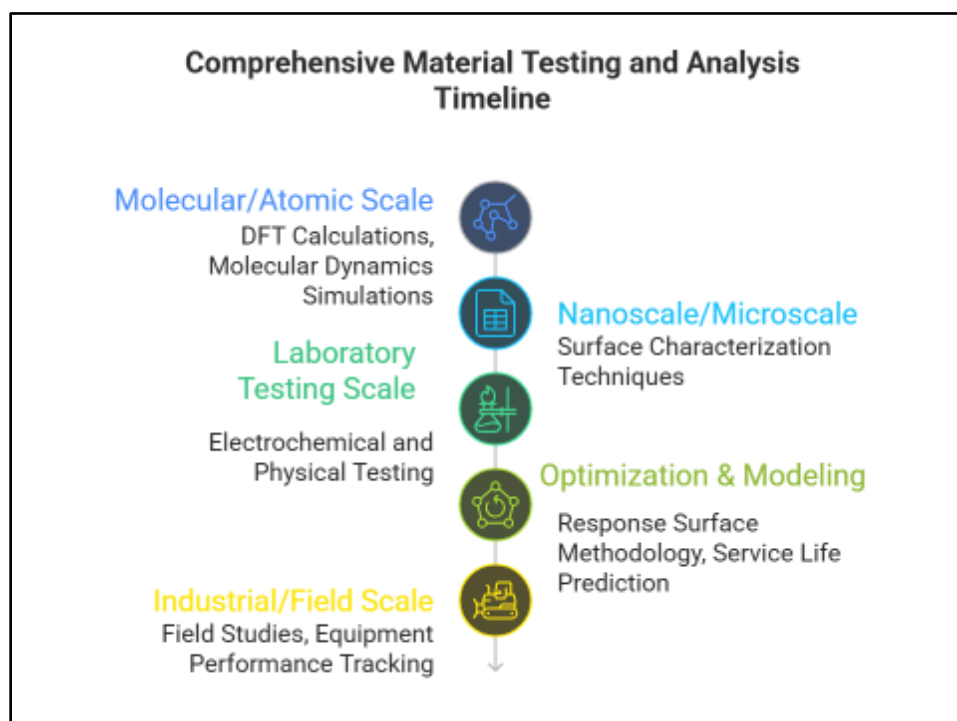 Comprehensive Material Testing and Analysis
Timeline
Molecular/Atomic Scale
DFT Calculations,
Molecular Dynamics
Simulations
Nanoscale/Microscale
Surface Characterization
Techniques
Laboratory
Testing Scale
Electrochemical and
Physical Testing
Optimization & Modeling
Response Surface
Methodology, Service Life
Prediction
Industrial/Field Scale
Field Studies, Equipment
Performance Tracking